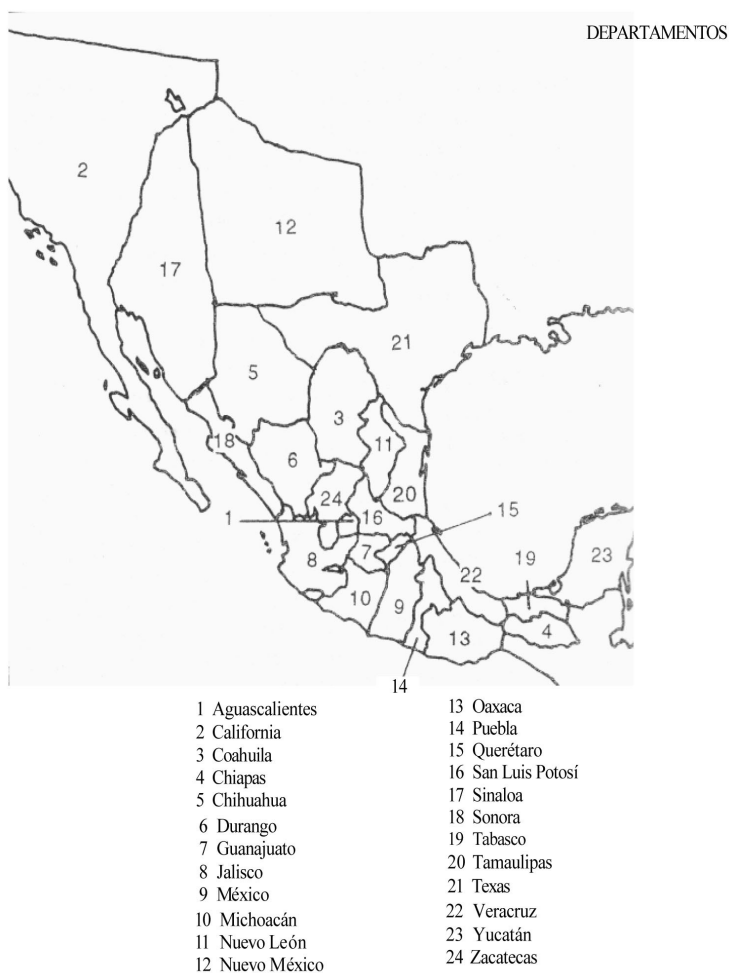 DEPARTAMENTOS
2
12
17
21
5
3
11
18
6
20
24
15
1
16
7
19
23
8
22
10
9
4
13
14
1 Aguascalientes
2 California
3 Coahuila
4 Chiapas
5 Chihuahua
6 Durango
7 Guanajuato
8 Jalisco
9 México
10 Michoacán
11 Nuevo León
12 Nuevo México
13 Oaxaca
14 Puebla
15 Querétaro
16 San Luis Potosí
17 Sinaloa
18 Sonora
19 Tabasco
20 Tamaulipas
21 Texas
22 Veracruz
23 Yucatán
24 Zacatecas